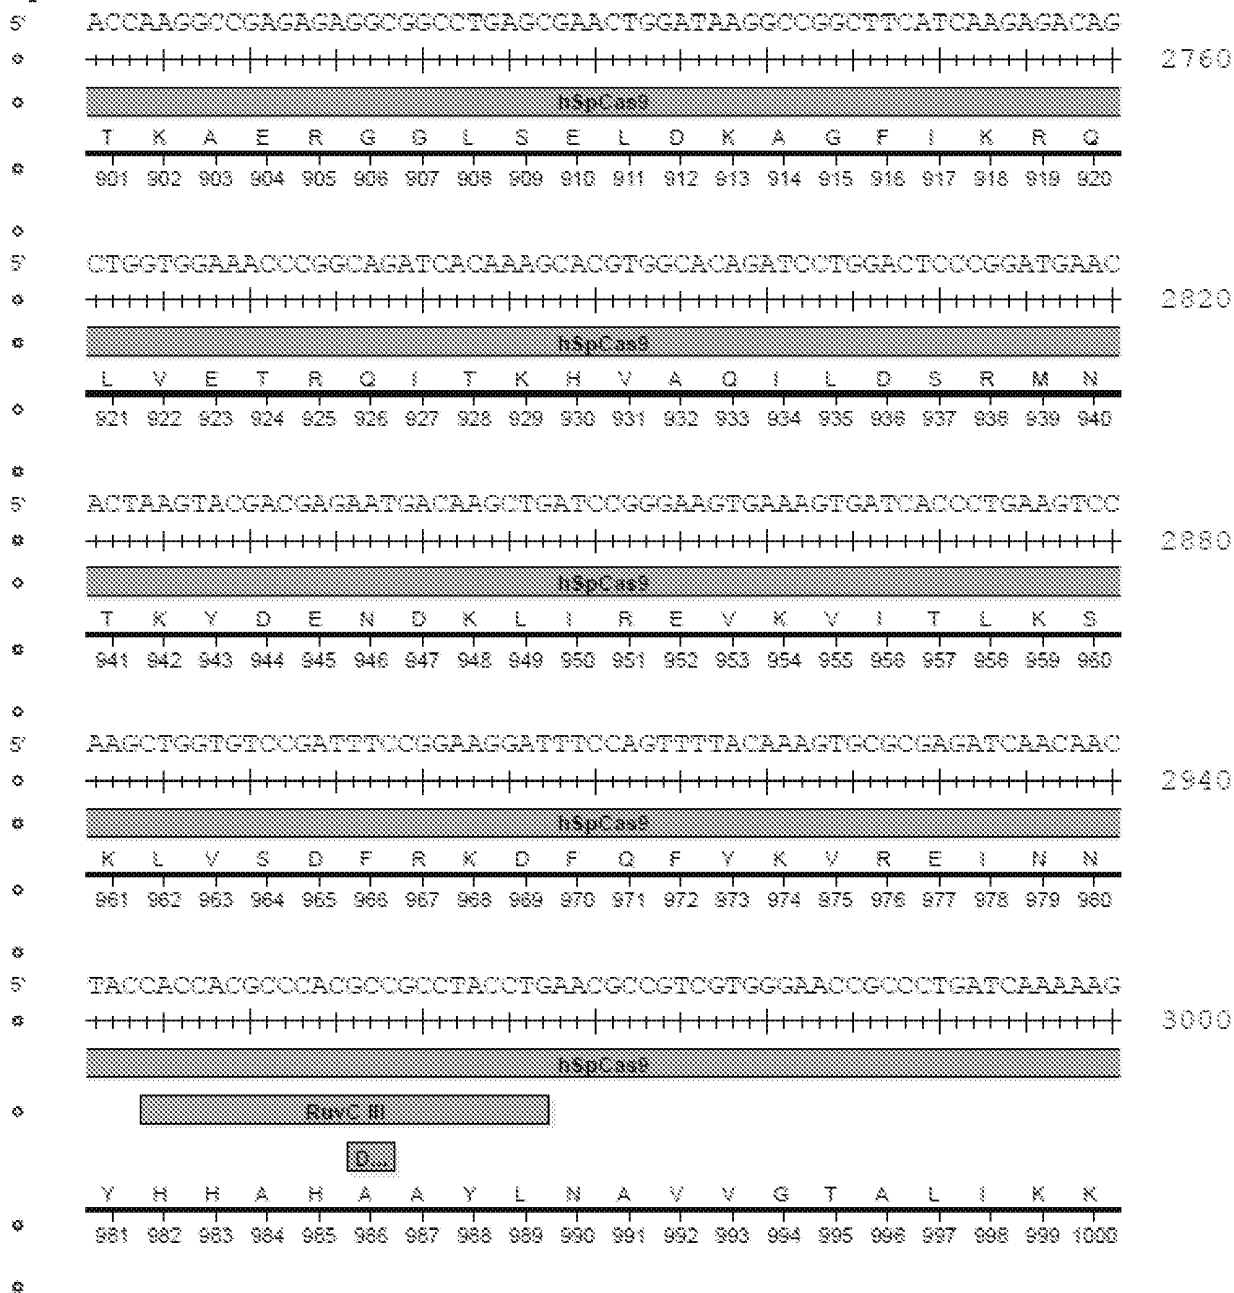 5' ACCAAGGCCGAGAGAGGCGGCCTGAGCGAACTGGATAAGGCCGGCTTCATCAAGAGACAG
2760
hSpCas9
T K A E R G G L S E L D K A G F I K R Q
901 902 903 904 905 906 907 908 909 910 911 912 913 914 915 916 917 918 919 920
5' CTGGTGGAAACCCGGCAGATCACAAAGCACGTGGCACAGATCCTGGACTCCCGGATGAAC
2820
hSpCas9
L V E T R Q I T K H V A Q I L D S R M N
921 922 923 924 925 926 927 928 929 930 931 932 933 934 935 936 937 938 939 940
5' ACTAAGTACGACGAGAATGACAAGCTGATCCGGGAAGTGAAAGTGATCACCCTGAAGTCC
2880
hSpCas9
T K Y D E N D K L I R E V K V I T L K S
941 942 943 944 945 946 947 948 949 950 951 952 953 954 955 956 957 958 959 960
5' AAGCTGGTGTCCGATTTCCGGAAGGATTTCCAGTTTTACAAAGTGCGCGAGATCAACAAC
2940
hSpCas9
K L V S D F R K D F Q F Y K V R E I N N
961 962 963 964 965 966 967 968 969 970 971 972 973 974 975 976 977 978 979 980
5' TACCACCACGCCCACGCCGCCTACCTGAACGCCGTCGTGGGAACCGCCCTGATCAAAAAG
3000
hSpCas9
RuvC III
D...
Y H H A H A A Y L N A V V G T A L I K K
981 982 983 984 985 986 987 988 989 990 991 992 993 994 995 996 997 998 999 1000